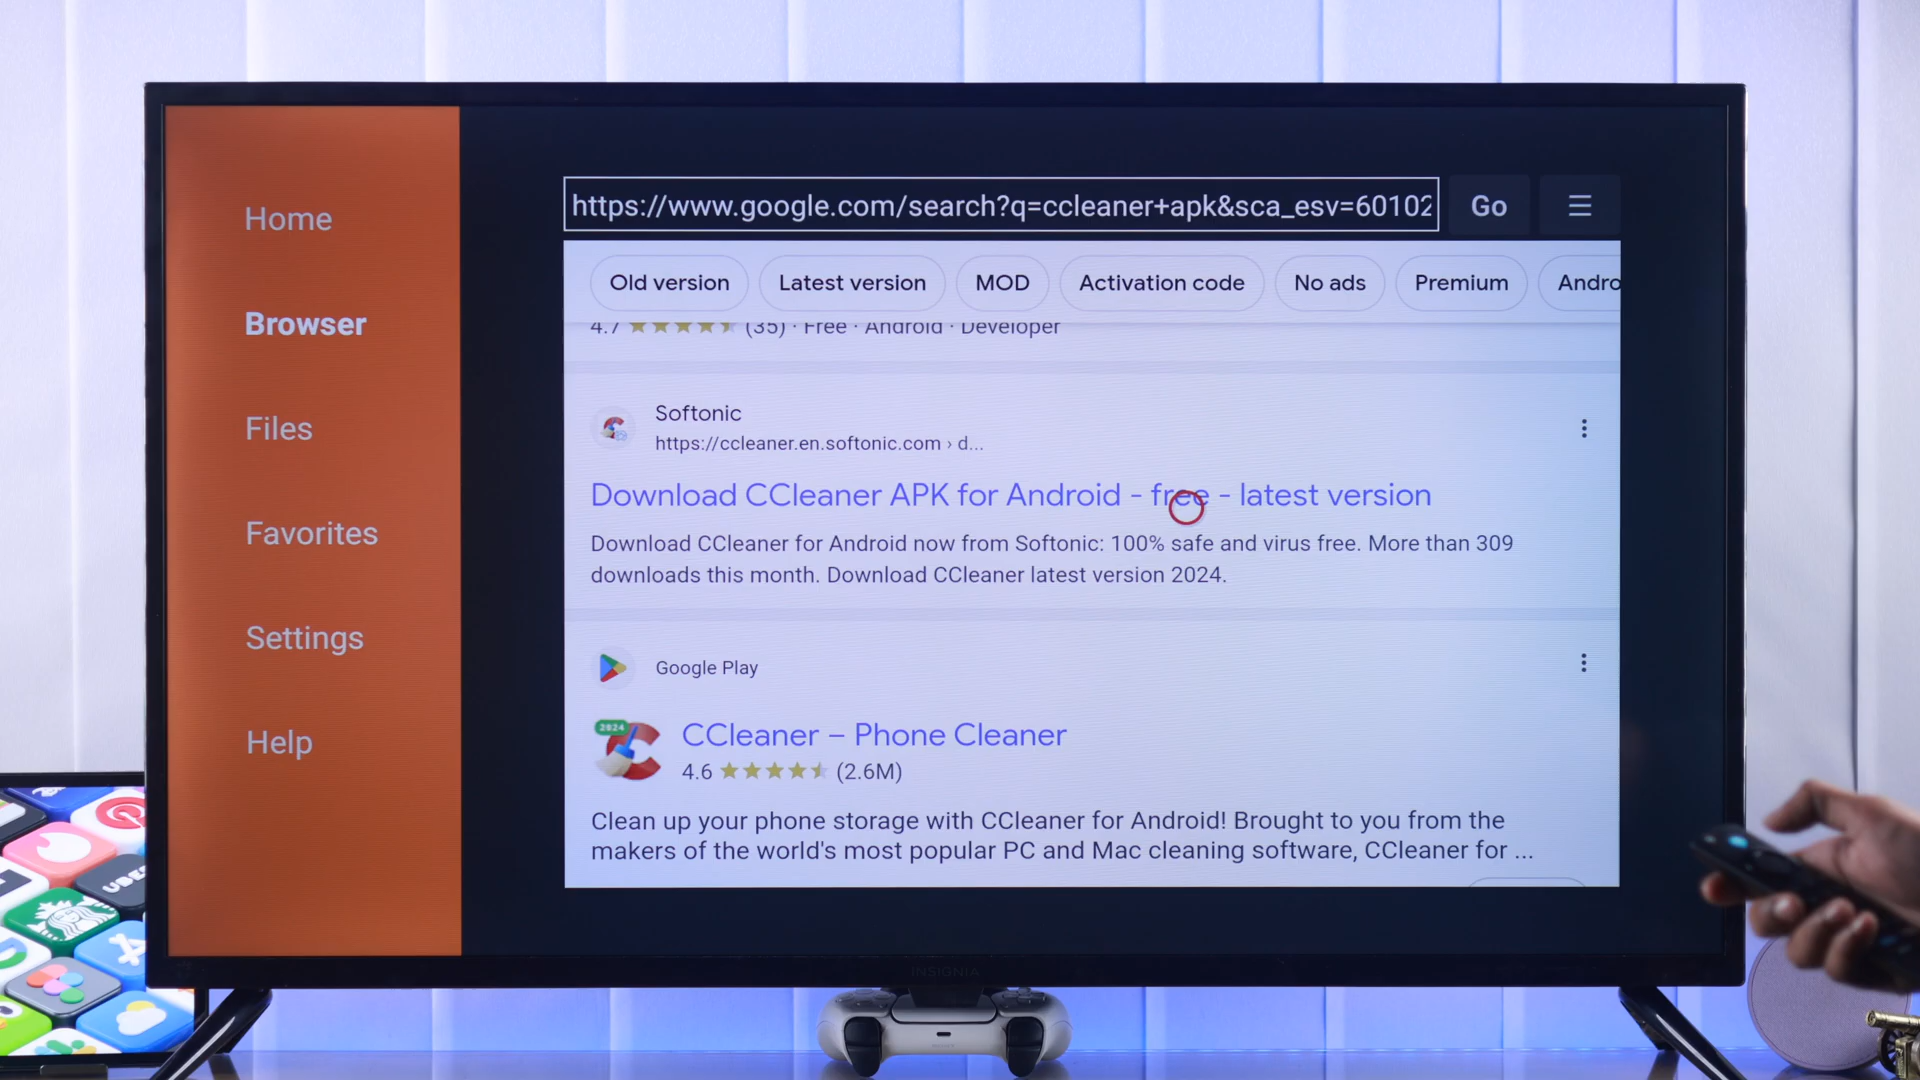 Home
Browser
Files
Favorites
Settings
Help
https://www.google.com/search?q=ccleaner+apk&sca_esv=60102
Go
Old version
Latest version
MOD
Activation code
No ads
Premium
Andro
4.7 (35) · Free · Android · Developer
Softonic
https://ccleaner.en.softonic.com › d...
Download CCleaner APK for Android - free - latest version
Download CCleaner for Android now from Softonic: 100% safe and virus free. More than 309
downloads this month. Download CCleaner latest version 2024.
Google Play
2024
CCleaner – Phone Cleaner
4.6 (2.6M)
Clean up your phone storage with CCleaner for Android! Brought to you from the
makers of the world's most popular PC and Mac cleaning software, CCleaner for ...
INSIGNIA
UBER